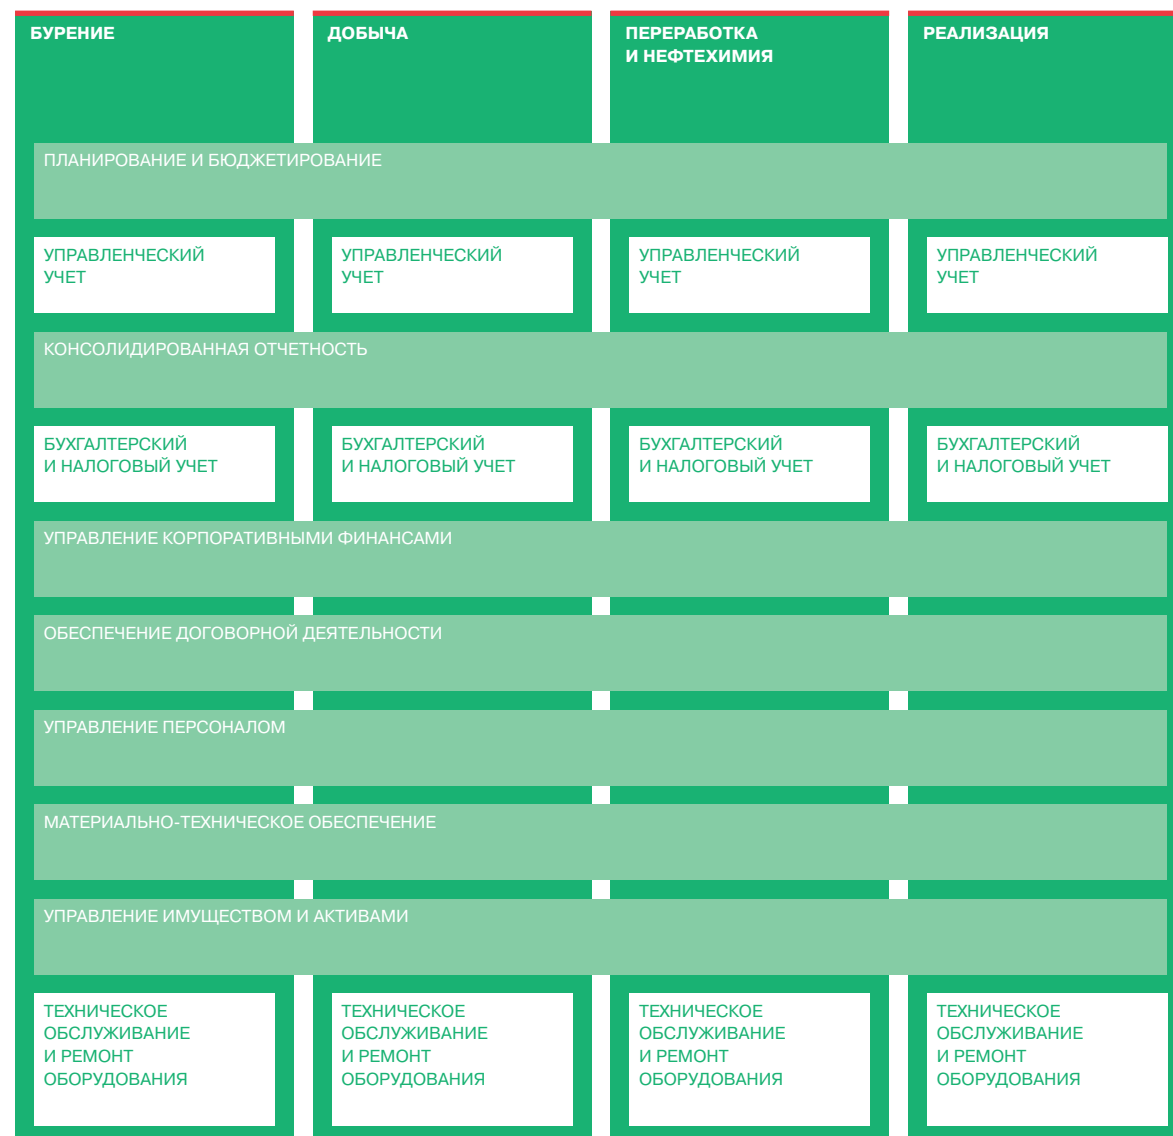 БУРЕНИЕ
ДОБЫЧА
ПЕРЕРАБОТКА
И НЕФТЕХИМИЯ
РЕАЛИЗАЦИЯ
ПЛАНИРОВАНИЕ И БЮДЖЕТИРОВАНИЕ
УПРАВЛЕНЧЕСКИЙ
УЧЕТ
УПРАВЛЕНЧЕСКИЙ
УЧЕТ
УПРАВЛЕНЧЕСКИЙ
УЧЕТ
УПРАВЛЕНЧЕСКИЙ
УЧЕТ
КОНСОЛИДИРОВАННАЯ ОТЧЕТНОСТЬ
БУХГАЛТЕРСКИЙ
И НАЛОГОВЫЙ УЧЕТ
БУХГАЛТЕРСКИЙ
И НАЛОГОВЫЙ УЧЕТ
БУХГАЛТЕРСКИЙ
И НАЛОГОВЫЙ УЧЕТ
БУХГАЛТЕРСКИЙ
И НАЛОГОВЫЙ УЧЕТ
УПРАВЛЕНИЕ КОРПОРАТИВНЫМИ ФИНАНСАМИ
ОБЕСПЕЧЕНИЕ ДОГОВОРНОЙ ДЕЯТЕЛЬНОСТИ
УПРАВЛЕНИЕ ПЕРСОНАЛОМ
МАТЕРИАЛЬНО-ТЕХНИЧЕСКОЕ ОБЕСПЕЧЕНИЕ
УПРАВЛЕНИЕ ИМУЩЕСТВОМ И АКТИВАМИ
ТЕХНИЧЕСКОЕ
ОБСЛУЖИВАНИЕ
И РЕМОНТ
ОБОРУДОВАНИЯ
ТЕХНИЧЕСКОЕ
ОБСЛУЖИВАНИЕ
И РЕМОНТ
ОБОРУДОВАНИЯ
ТЕХНИЧЕСКОЕ
ОБСЛУЖИВАНИЕ
И РЕМОНТ
ОБОРУДОВАНИЯ
ТЕХНИЧЕСКОЕ
ОБСЛУЖИВАНИЕ
И РЕМОНТ
ОБОРУДОВАНИЯ